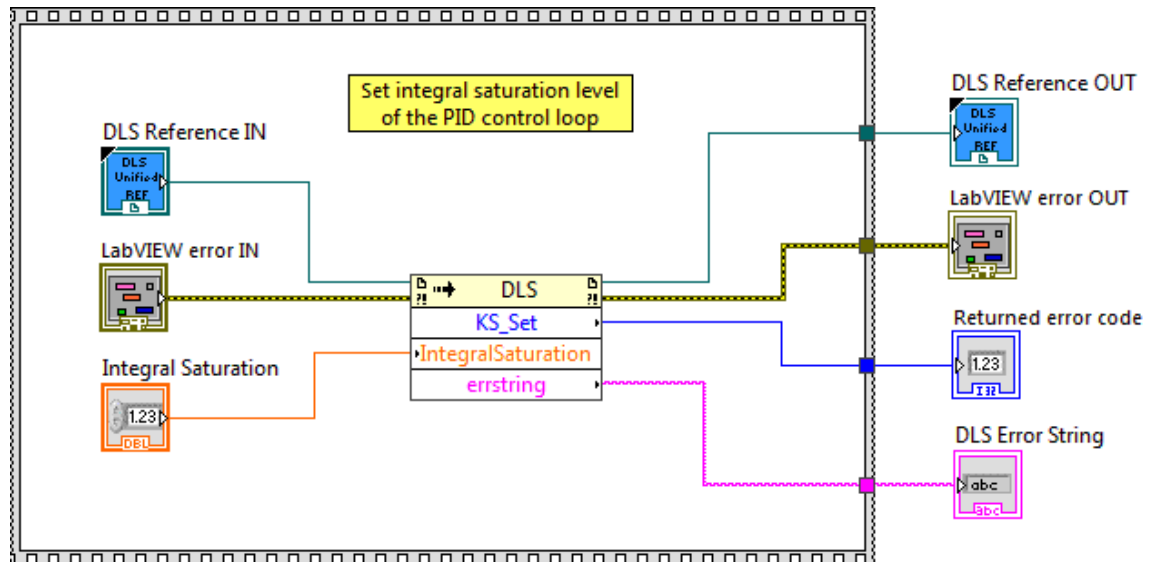 Set integral saturation level
of the PID control loop
DLS Reference IN
DLS
Unified
REF
LabVIEW error IN
Integral Saturation
1.23
DBL
DLS
KS_Set
IntegralSaturation
errstring
DLS Reference OUT
DLS
Unified
REF
LabVIEW error OUT
Returned error code
1.23
I32
DLS Error String
abc
abc